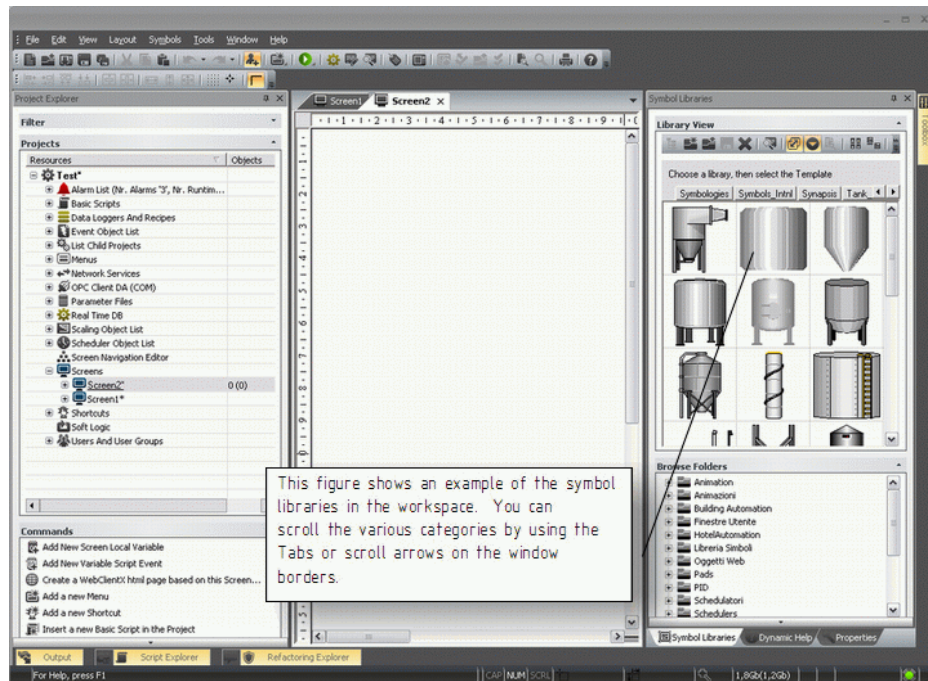 File Edit View Layout Symbols Tools Window Help
Project Explorer
Filter
Projects
Resources Objects
Test*
Alarm List (Nr. Alarms '3', Nr. Runtim...
Basic Scripts
Data Loggers And Recipes
Event Object List
List Child Projects
Menus
Network Services
OPC Client DA (COM)
Parameter Files
Real Time DB
Scaling Object List
Scheduler Object List
Screen Navigation Editor
Screens
Screen2* 0 (0)
Screen1*
Shortcuts
Soft Logic
Users And User Groups
Commands
Add New Screen Local Variable
Add New Variable Script Event
Create a WebClientX html page based on this Screen...
Add a new Menu
Add a new Shortcut
Insert a new Basic Script in the Project
Screen1 Screen2
This figure shows an example of the symbol
libraries in the workspace. You can
scroll the various categories by using the
Tabs or scroll arrows on the window
borders.
Symbol Libraries
Library View
Choose a library, then select the Template
Symbologies Symbols_Intnl Synapsis Tank_
Browse Folders
Animation
Animazioni
Building Automation
Finestre Utente
HotelAutomation
Libreria Simboli
Oggetti Web
Pads
PID
Schedulatori
Schedulers
Symbol Libraries Dynamic Help Properties
Toolbox
Output Script Explorer Refactoring Explorer
For Help, press F1 CAP NUM SCRL 1,8Gb(1,2Gb)